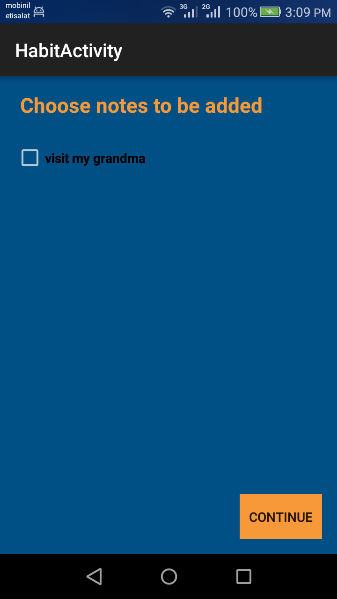 mobinil
etisalat
3G 2G 100% 3:09 PM
HabitActivity
Choose notes to be added
visit my grandma
CONTINUE